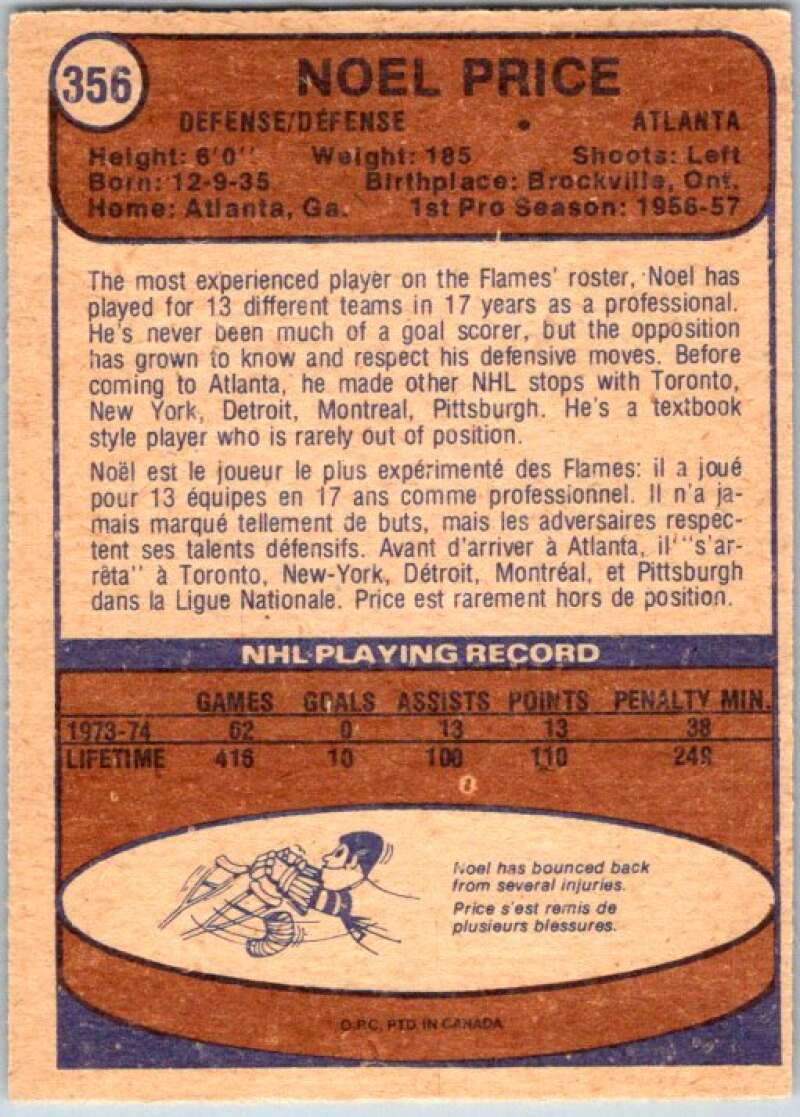 356
NOEL PRICE
DEFENSE/DÉFENSE • ATLANTA
Height: 6'0'' Weight: 185 Shoots: Left
Born: 12-9-35 Birthplace: Brockville, Ont.
Home: Atlanta, Ga. 1st Pro Season: 1956-57
The most experienced player on the Flames' roster, Noel has
played for 13 different teams in 17 years as a professional.
He's never been much of a goal scorer, but the opposition
has grown to know and respect his defensive moves. Before
coming to Atlanta, he made other NHL stops with Toronto,
New York, Detroit, Montreal, Pittsburgh. He's a textbook
style player who is rarely out of position.
Noël est le joueur le plus expérimenté des Flames: il a joué
pour 13 équipes en 17 ans comme professionnel. Il n'a ja-
mais marqué tellement de buts, mais les adversaires respec-
tent ses talents défensifs. Avant d'arriver à Atlanta, il "s'ar-
rêta" à Toronto, New-York, Détroit, Montréal, et Pittsburgh
dans la Ligue Nationale. Price est rarement hors de position.
NHL PLAYING RECORD
GAMES GOALS ASSISTS POINTS PENALTY MIN.
1973-74 62 0 13 13 38
LIFETIME 416 10 100 110
Noel has bounced back
from several injuries.
Price s'est remis de
plusieurs blessures.
O.P.C. PTD IN CANADA